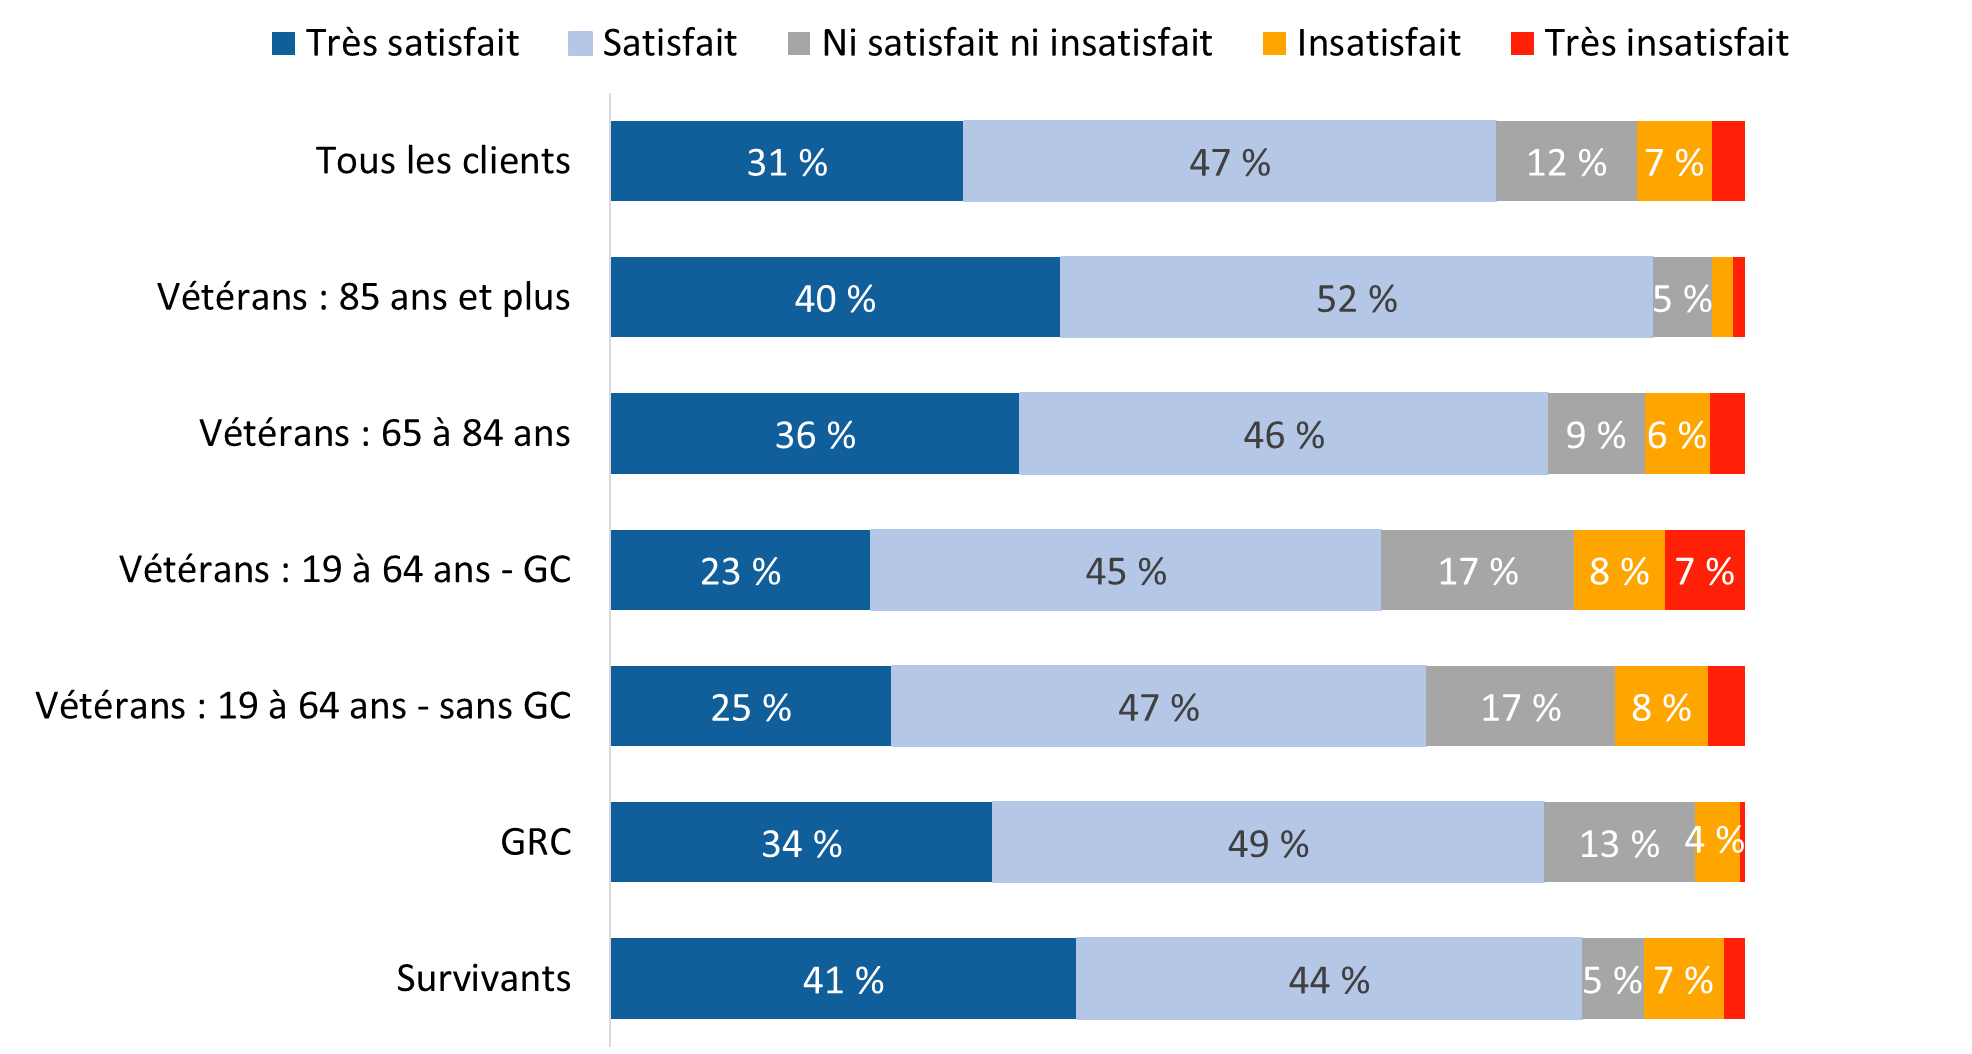 Très satisfait Satisfait Ni satisfait ni insatisfait Insatisfait Très insatisfait
Tous les clients 31 % 47 % 12 % 7 %
Vétérans : 85 ans et plus 40 % 52 % 5 %
Vétérans : 65 à 84 ans 36 % 46 % 9 % 6 %
Vétérans : 19 à 64 ans - GC 23 % 45 % 17 % 8 % 7 %
Vétérans : 19 à 64 ans - sans GC 25 % 47 % 17 % 8 %
GRC 34 % 49 % 13 % 4 %
Survivants 41 % 44 % 5 % 7 %